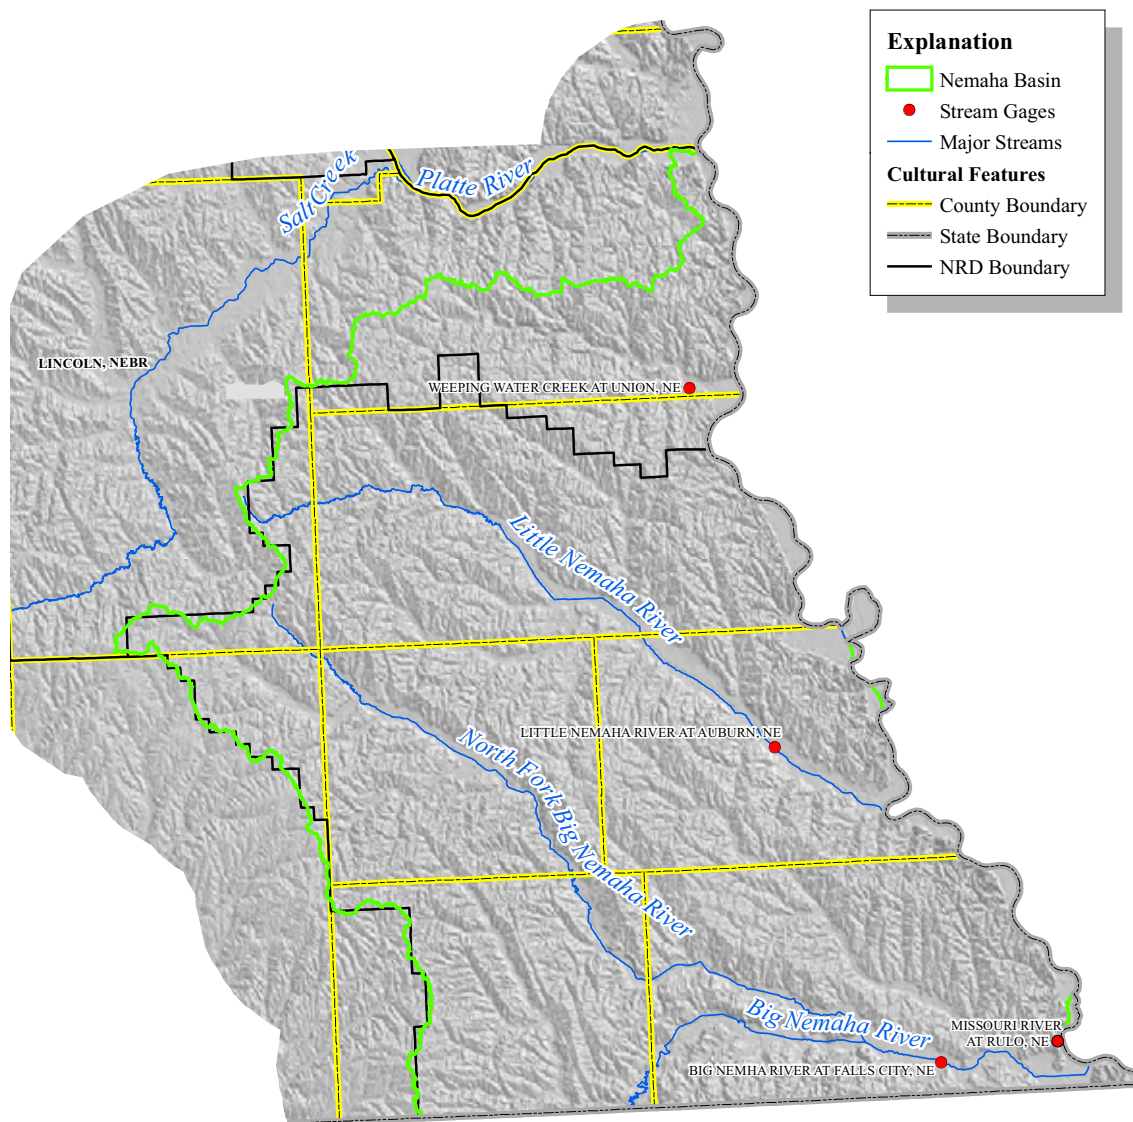 Explanation
Nemaha Basin
Stream Gages
Major Streams
Cultural Features
County Boundary
State Boundary
NRD Boundary
Salt Creek
Platte River
LINCOLN, NEBR
WEEPING WATER CREEK AT UNION, NE
Little Nemaha River
LITTLE NEMAHA RIVER AT AUBURN, NE
North Fork Big Nemaha River
Big Nemaha River
MISSOURI RIVER
AT RULO, NE
BIG NEMHA RIVER AT FALLS CITY, NE